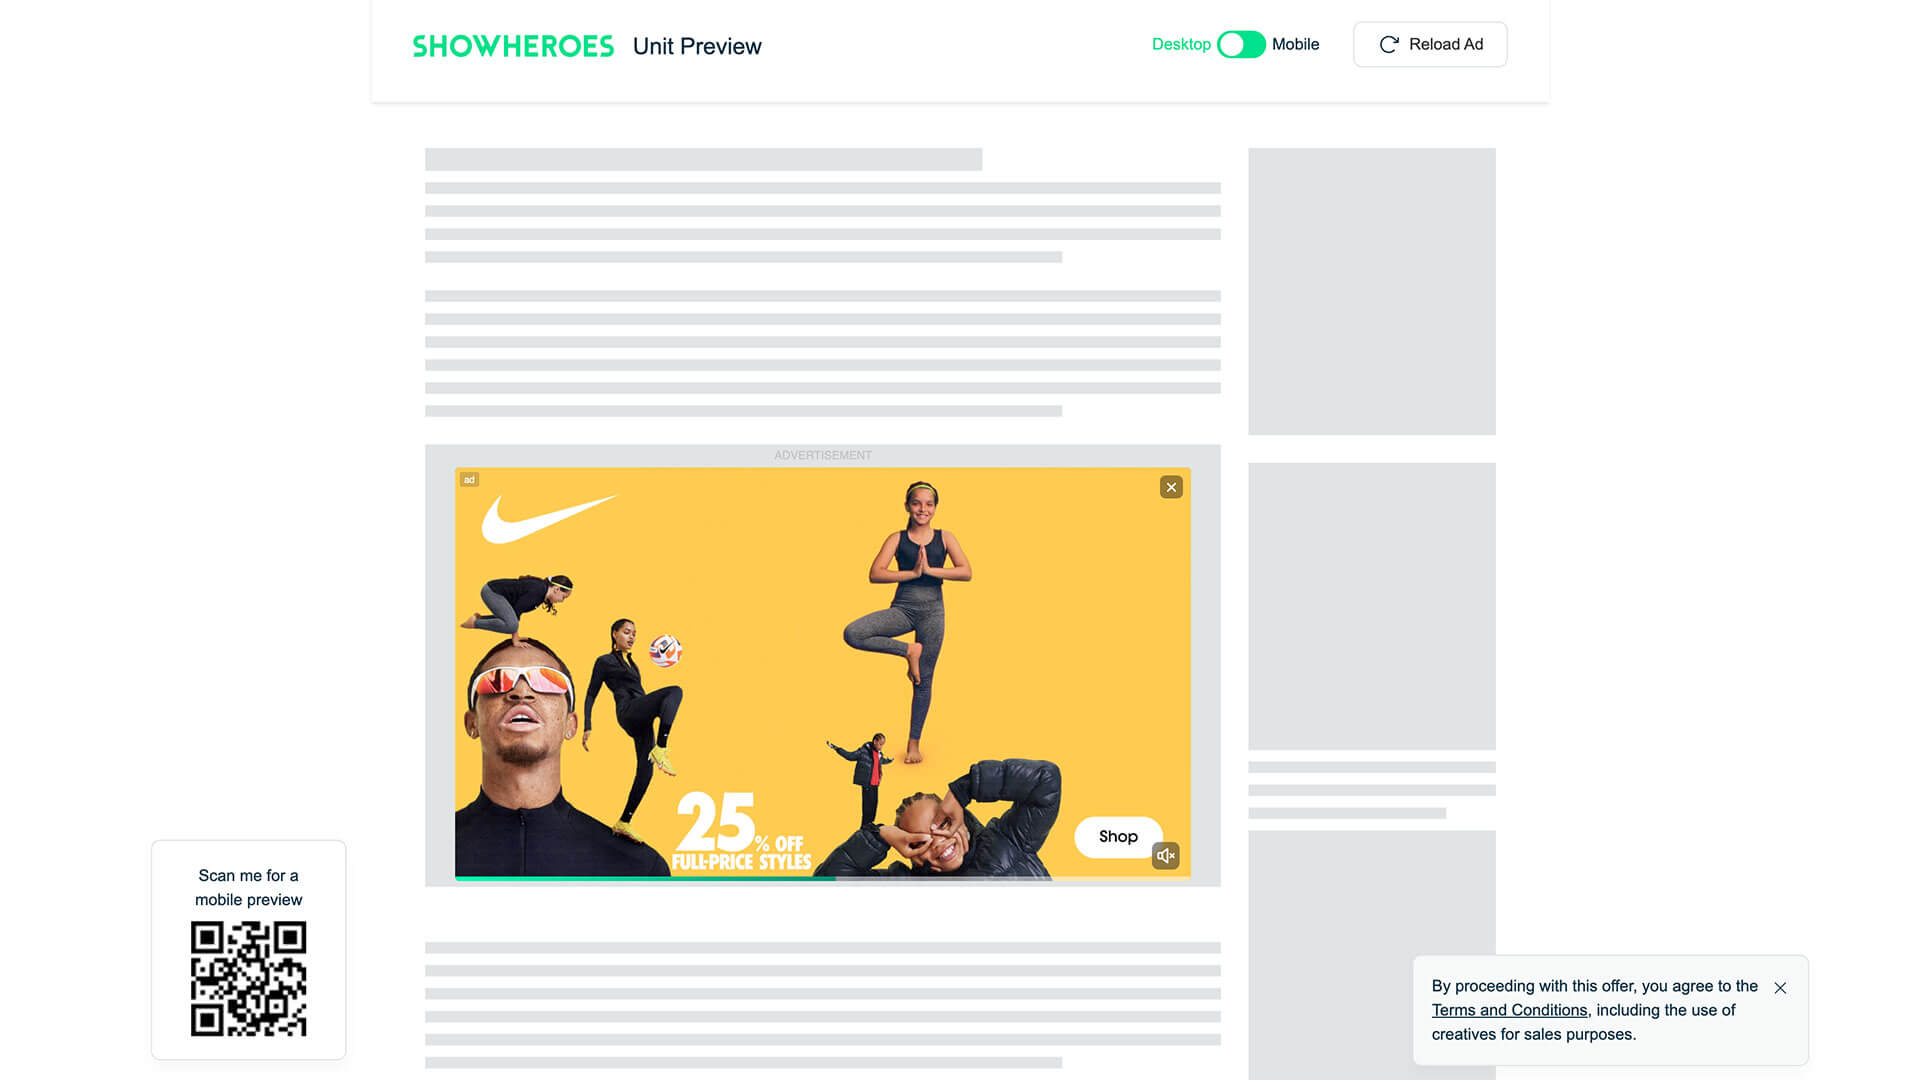 SHOWHEROES Unit Preview
Desktop Mobile
Reload Ad
ADVERTISEMENT
ad
25% OFF
FULL-PRICE STYLES
Shop
Scan me for a
mobile preview
By proceeding with this offer, you agree to the
Terms and Conditions, including the use of
creatives for sales purposes.